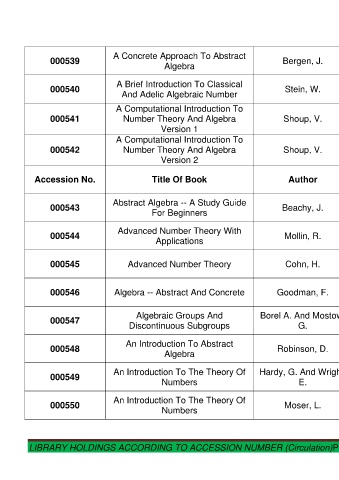 000539 A Concrete Approach To Abstract Algebra Bergen, J.
000540 A Brief Introduction To Classical And Adelic Algebraic Number Stein, W.
000541 A Computational Introduction To Number Theory And Algebra Version 1 Shoup, V.
000542 A Computational Introduction To Number Theory And Algebra Version 2 Shoup, V.
Accession No. Title Of Book Author
000543 Abstract Algebra -- A Study Guide For Beginners Beachy, J.
000544 Advanced Number Theory With Applications Mollin, R.
000545 Advanced Number Theory Cohn, H.
000546 Algebra -- Abstract And Concrete Goodman, F.
000547 Algebraic Groups And Discontinuous Subgroups Borel A. And Mostow G.
000548 An Introduction To Abstract Algebra Robinson, D.
000549 An Introduction To The Theory Of Numbers Hardy, G. And Wrigh E.
000550 An Introduction To The Theory Of Numbers Moser, L.
LIBRARY HOLDINGS ACCORDING TO ACCESSION NUMBER (Circulation)P